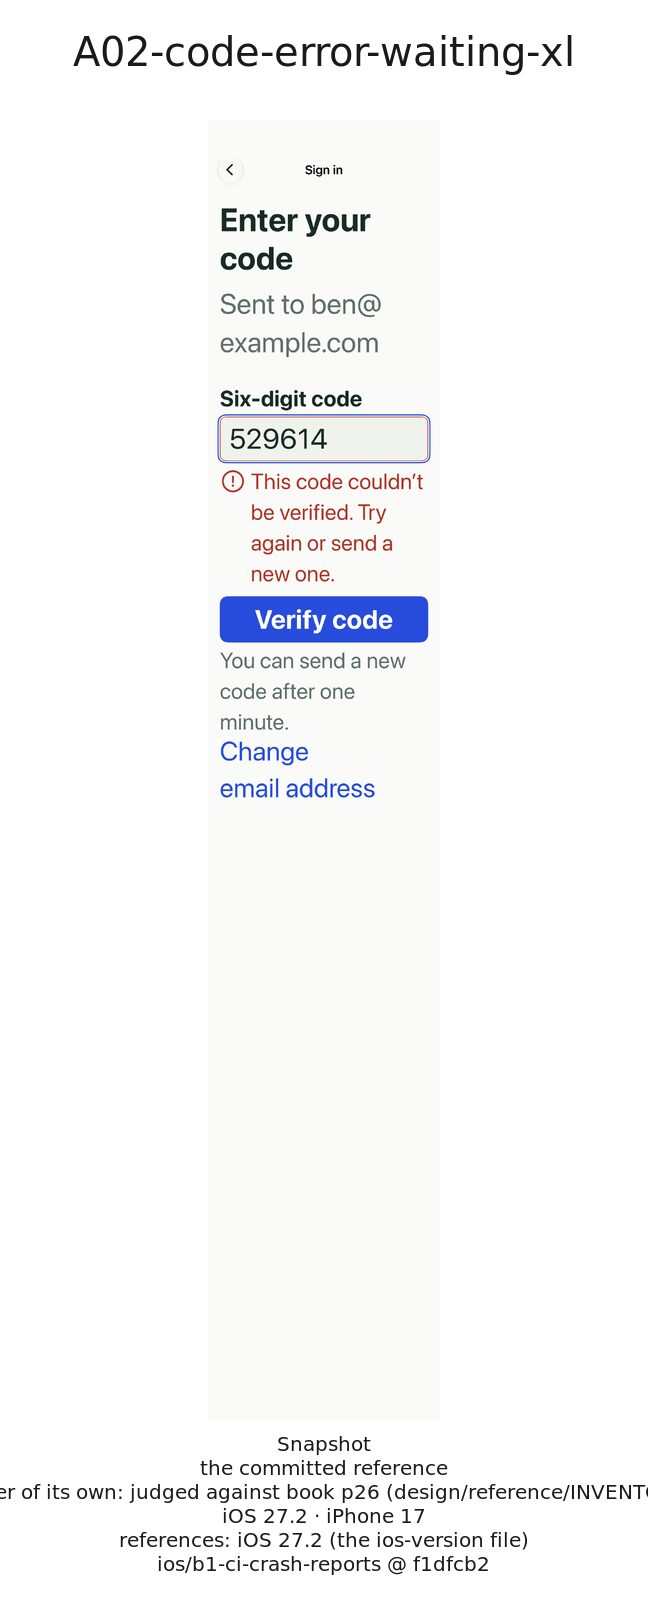 A02-code-error-waiting-xl
Sign in
Enter your
code
Sent to ben@
example.com
Six-digit code
529614
This code couldn’t
be verified. Try
again or send a
new one.
Verify code
You can send a new
code after one
minute.
Change
email address
Snapshot
the committed reference
of its own: judged against book p26 (design/reference/
iOS 27.2 · iPhone 17
references: iOS 27.2 (the ios-version file)
ios/b1-ci-crash-reports @ f1dfcb2